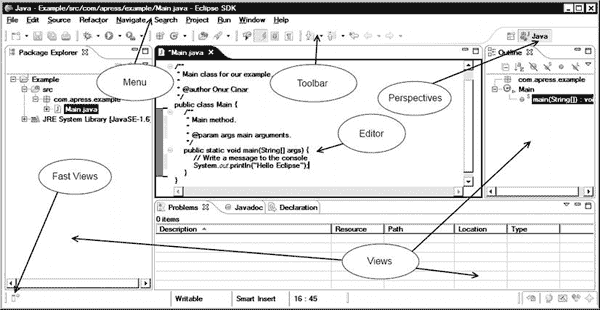 Java - Example/src/com/apress/example/Main.java - Eclipse SDK
File Edit Source Refactor Navigate Search Project Run Window Help
Java
Package Explorer
*Main.java
Outline
Example
src
com.apress.example
Main.java
JRE System Library [JavaSE-1.6]
/**
* Main class for our example
*
* @author Onur Cinar
*/
public class Main {
/**
* Main method.
*
* @param args main arguments.
*/
public static void main(String[] args) {
// Write a message to the console
System.out.println("Hello Eclipse");
}
}
com.apress.example
Main
main(String[]) : voi
Menu
Toolbar
Perspectives
Editor
Fast Views
Views
Problems Javadoc Declaration
0 items
Description Resource Path Location Type
Writable Smart Insert 16 : 45